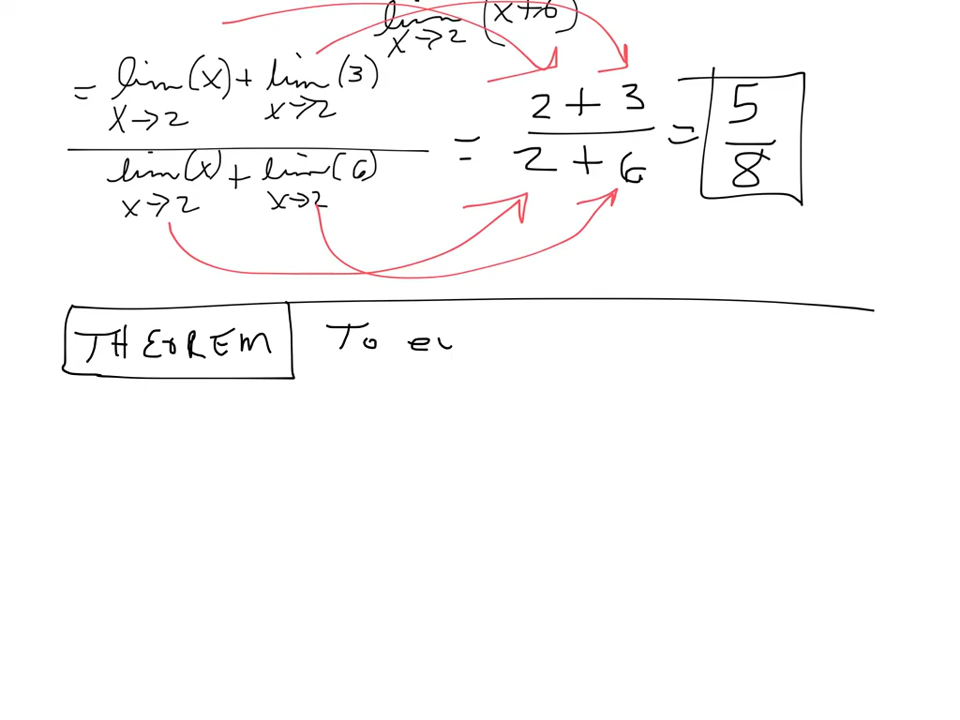 lim (x+6)
x→2
= lim (x) + lim (3)
x→2 x→2
lim (x) + lim (6)
x→2 x→2
= 2 + 3
2 + 6
= 5
8
THEOREM To ev